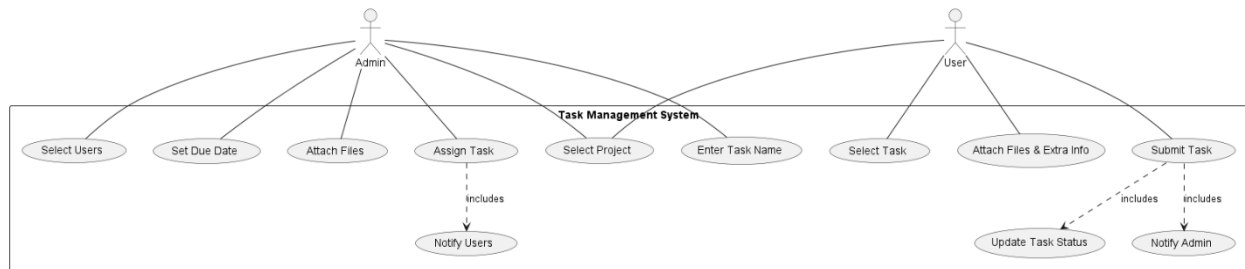 Admin
User
Task Management System
Select Users
Set Due Date
Attach Files
Assign Task
Select Project
Enter Task Name
Select Task
Attach Files & Extra Info
Submit Task
includes
includes
includes
Notify Users
Update Task Status
Notify Admin